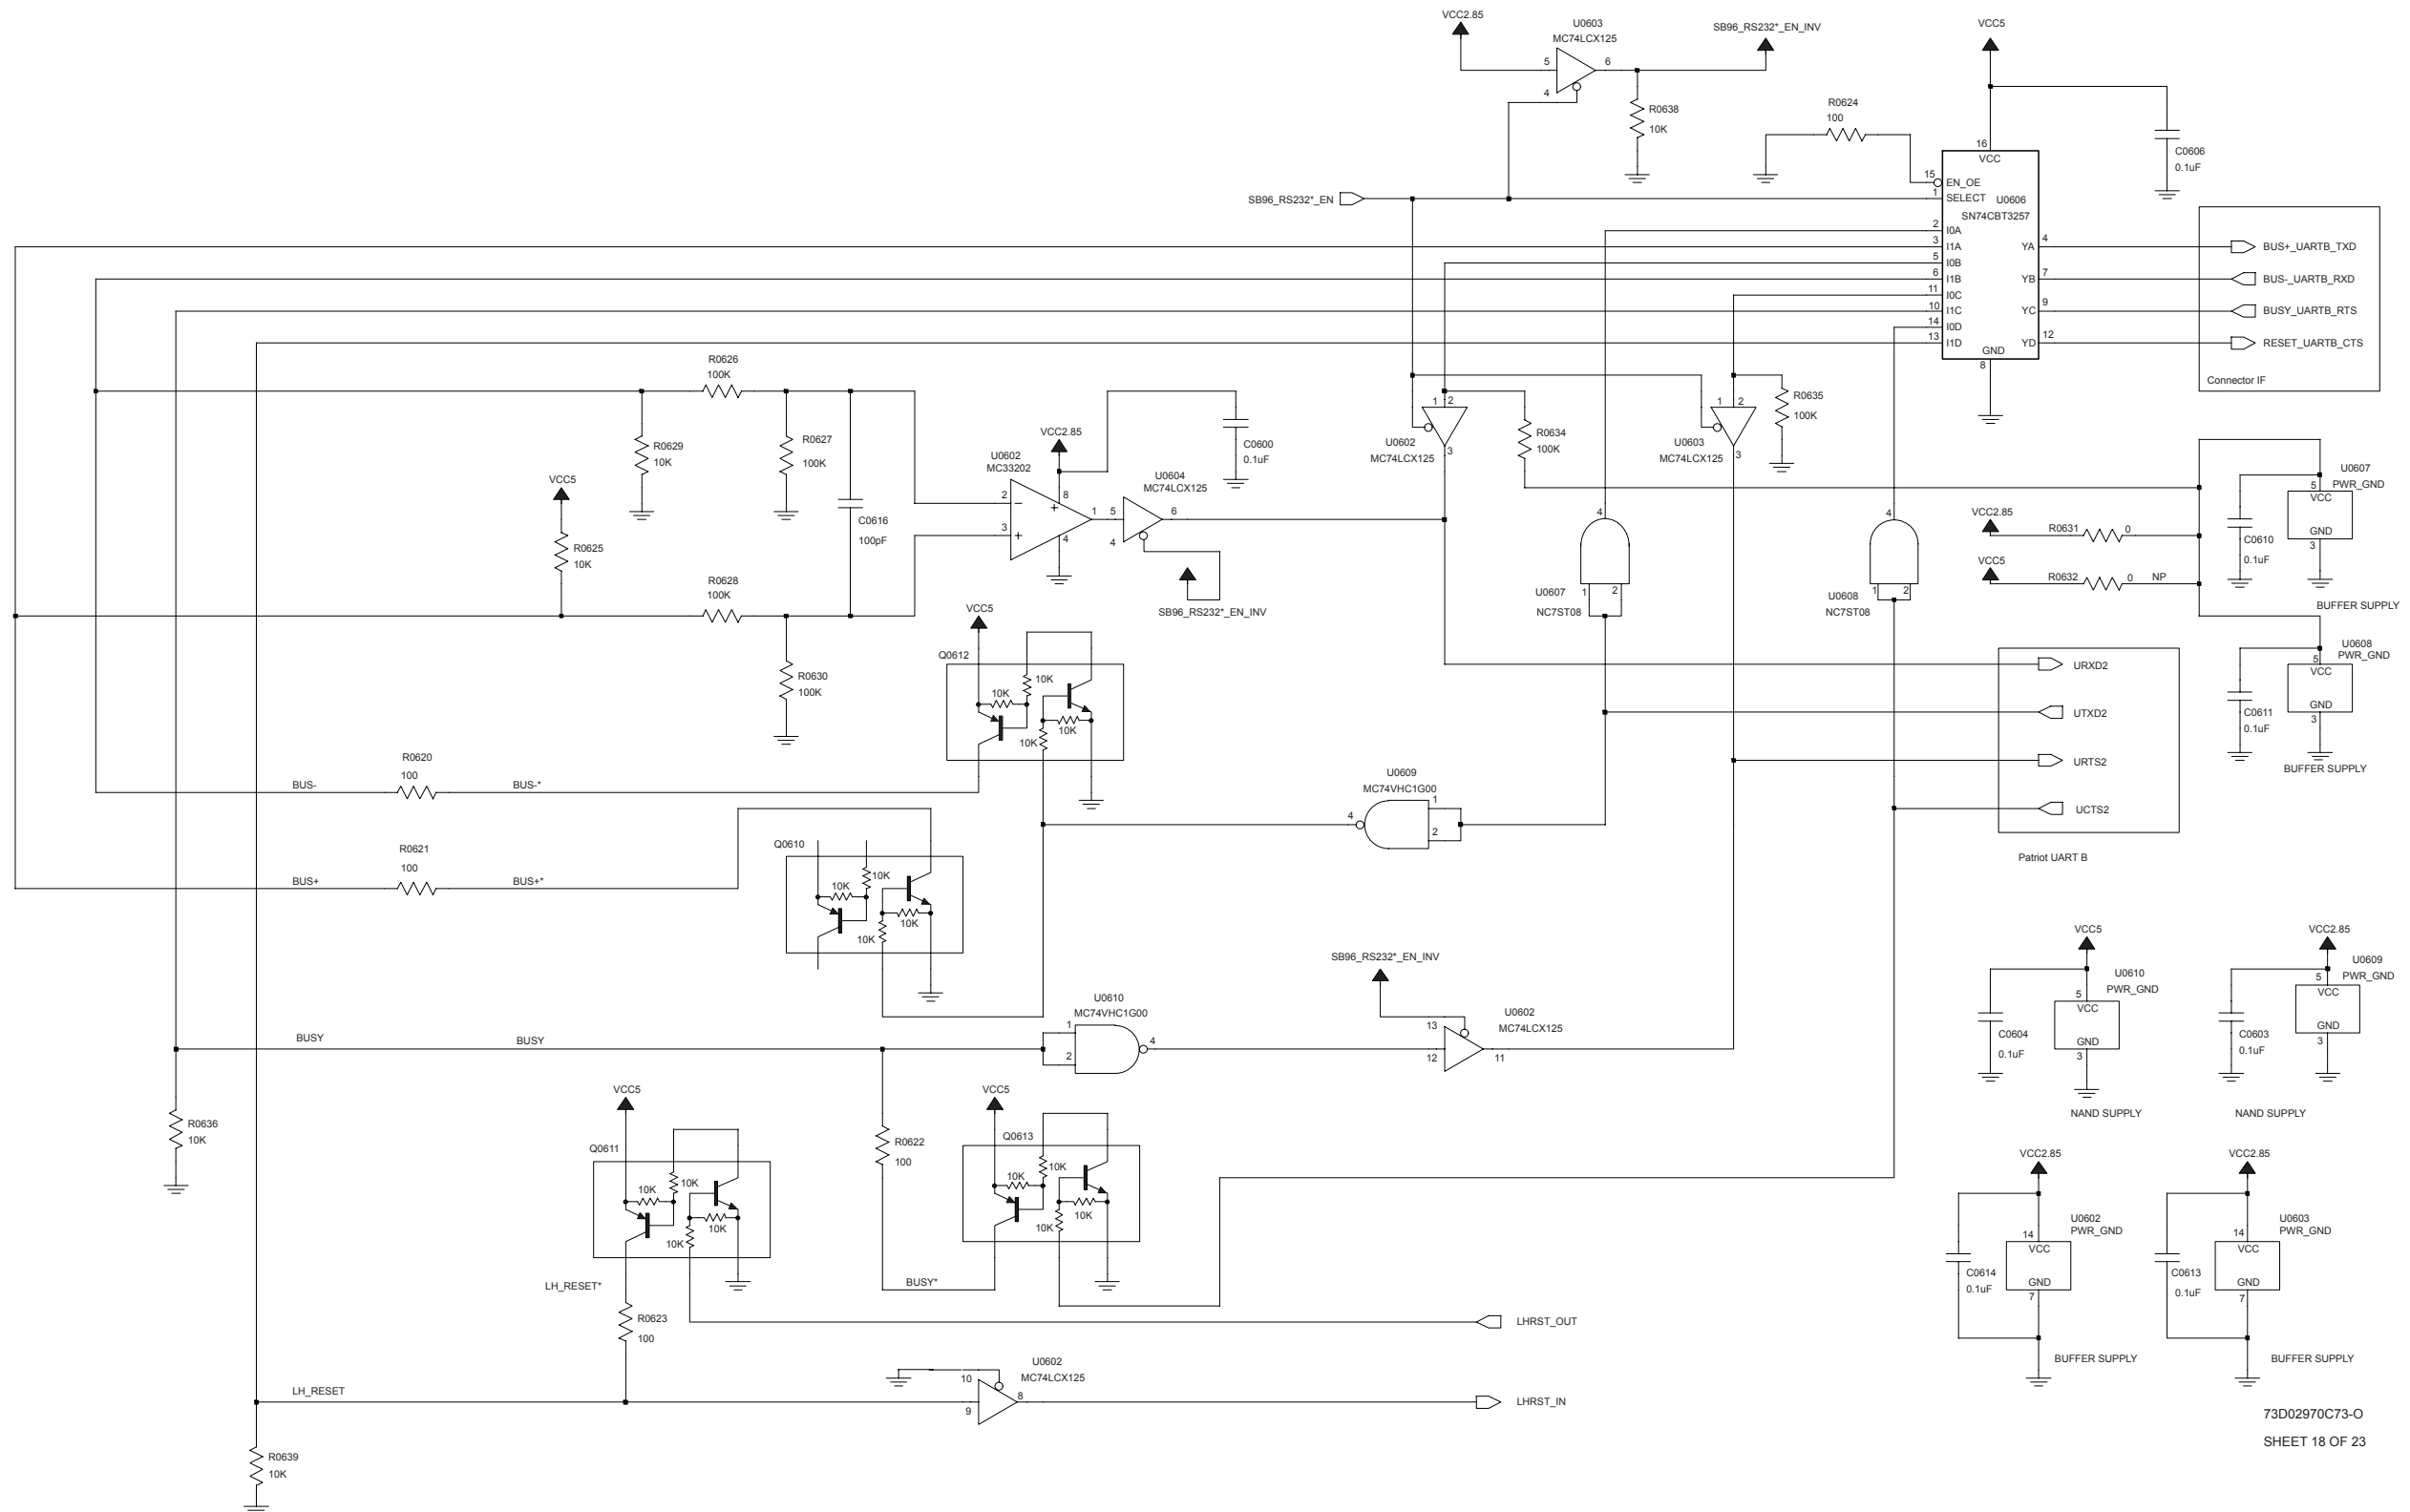 VCC2.85
U0603
MC74LCX125
SB96_RS232*_EN_INV
VCC5
5
6
4
R0638
10K
R0624
100
C0606
0.1uF
16
VCC
15
EN_OE
1
SELECT
U0606
SN74CBT3257
SB96_RS232*_EN
2
I0A
3
I1A
5
I0B
6
I1B
11
I0C
10
I1C
14
I0D
13
I1D
YA
4
YB
7
YC
9
YD
12
GND
8
BUS+_UARTB_TXD
BUS-_UARTB_RXD
BUSY_UARTB_RTS
RESET_UARTB_CTS
Connector IF
R0626
100K
R0629
10K
R0627
100K
C0616
100pF
VCC5
R0625
10K
R0628
100K
R0630
100K
VCC2.85
U0602
MC33202
2
3
8
4
1
−
+
+
C0600
0.1uF
U0604
MC74LCX125
5
6
4
SB96_RS232*_EN_INV
1
2
U0602
MC74LCX125
3
R0634
100K
1
2
U0603
MC74LCX125
3
R0635
100K
4
U0607
1
2
NC7ST08
4
U0608
1
2
NC7ST08
VCC2.85
R0631
0
VCC5
R0632
0
NP
U0607
PWR_GND
5
VCC
GND
3
C0610
0.1uF
BUFFER SUPPLY
U0608
PWR_GND
5
VCC
GND
3
C0611
0.1uF
BUFFER SUPPLY
URXD2
UTXD2
URTS2
UCTS2
Patriot UART B
VCC5
Q0612
10K
10K
10K
10K
R0620
100
BUS-
BUS-*
R0621
100
BUS+
BUS+*
Q0610
10K
10K
10K
10K
U0609
MC74VHC1G00
4
1
2
SB96_RS232*_EN_INV
U0610
MC74VHC1G00
1
2
4
BUSY
BUSY
13
U0602
MC74LCX125
12
11
VCC5
U0610
PWR_GND
5
VCC
GND
3
C0604
0.1uF
NAND SUPPLY
VCC2.85
U0609
PWR_GND
5
VCC
GND
3
C0603
0.1uF
NAND SUPPLY
R0636
10K
VCC5
Q0611
10K
10K
10K
10K
LH_RESET*
R0623
100
R0622
100
VCC5
Q0613
10K
10K
10K
10K
BUSY*
LHRST_OUT
VCC2.85
U0602
PWR_GND
14
VCC
GND
7
C0614
0.1uF
BUFFER SUPPLY
VCC2.85
U0603
PWR_GND
14
VCC
GND
7
C0613
0.1uF
BUFFER SUPPLY
LH_RESET
U0602
MC74LCX125
10
9
8
LHRST_IN
R0639
10K
73D02970C73-O
SHEET 18 OF 23